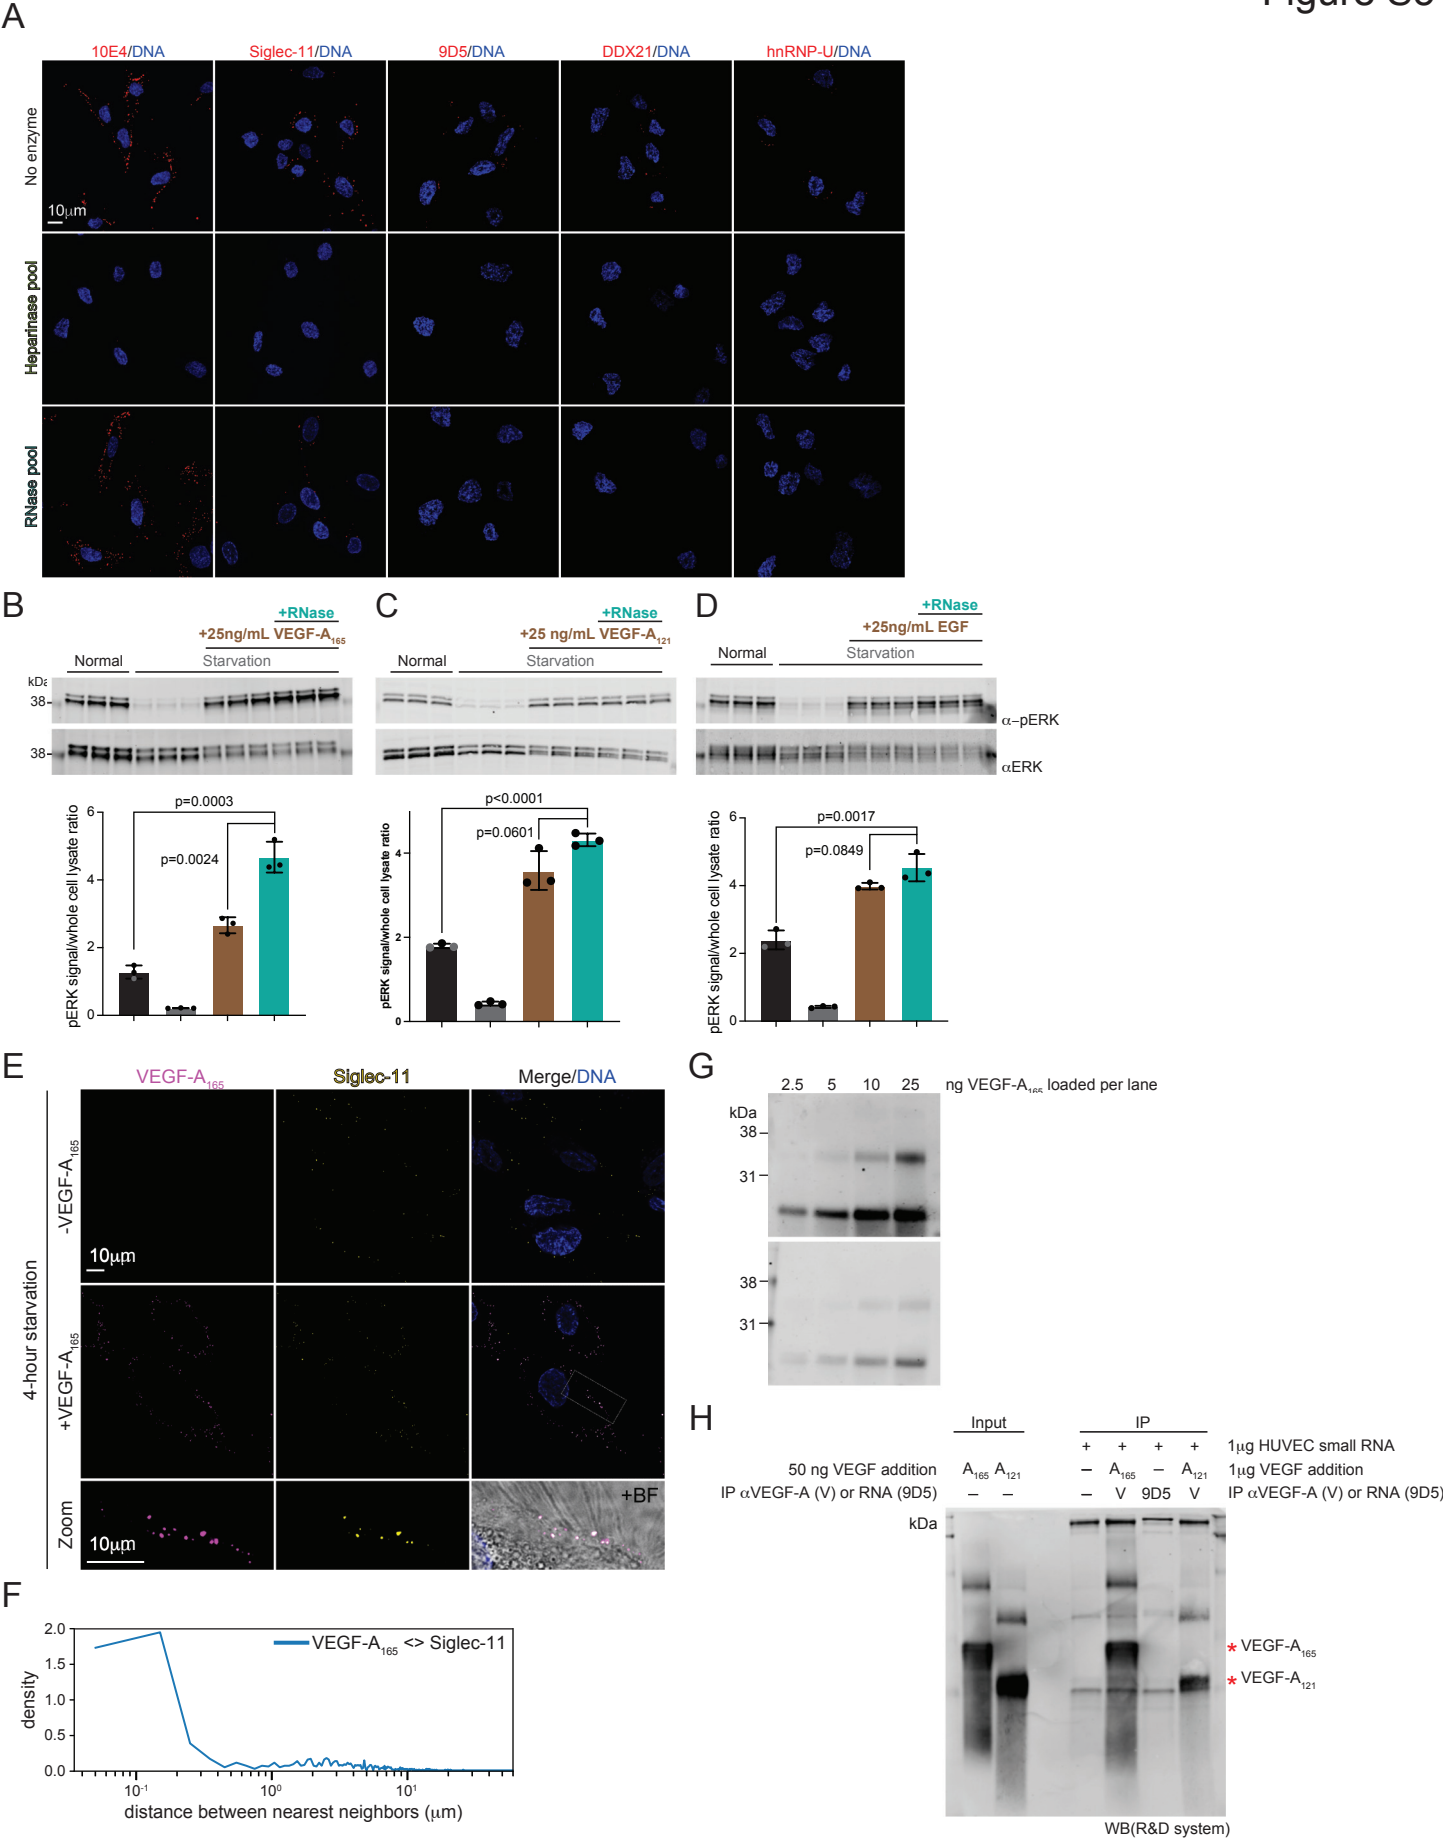 A
10E4/DNA
Siglec-11/DNA
9D5/DNA
DDX21/DNA
hnRNP-U/DNA
No enzyme
10μm
Heparinase pool
RNase pool
B
+RNase
+25ng/mL VEGF-A165
Normal
Starvation
kDa
38
38
p=0.0003
p=0.0024
pERK signal/whole cell lysate ratio
6
4
2
0
C
+RNase
+25 ng/mL VEGF-A121
Normal
Starvation
p<0.0001
p=0.0601
pERK signal/whole cell lysate ratio
4
2
0
D
+RNase
+25ng/mL EGF
Normal
Starvation
α–pERK
αERK
p=0.0017
p=0.0849
pERK signal/whole cell lysate ratio
6
4
2
0
E
VEGF-A165
Siglec-11
Merge/DNA
4-hour starvation
-VEGF-A165
10μm
+VEGF-A165
Zoom
10μm
+BF
F
VEGF-A165 <> Siglec-11
density
2.0
1.5
1.0
0.5
0.0
10-1
100
101
distance between nearest neighbors (μm)
G
2.5 5 10 25 ng VEGF-A165 loaded per lane
kDa
38
31
38
31
H
Input
IP
+ + + + 1μg HUVEC small RNA
50 ng VEGF addition A165 A121 – A165 – A121 1μg VEGF addition
IP αVEGF-A (V) or RNA (9D5) – – – V 9D5 V IP αVEGF-A (V) or RNA (9D5)
kDa
* VEGF-A165
* VEGF-A121
WB(R&D system)